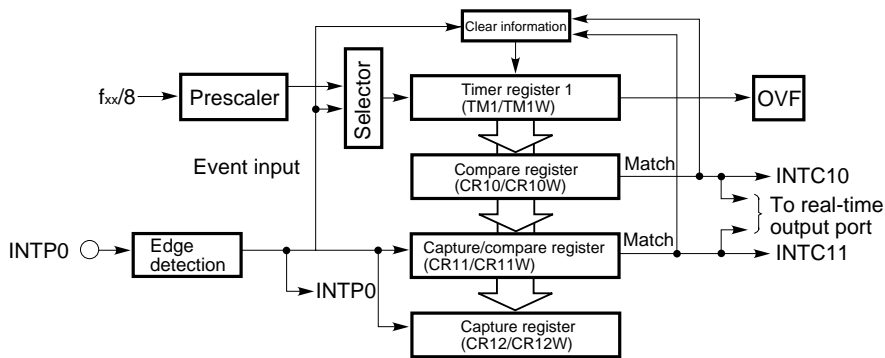 Clear information
fxx/8
Prescaler
Selector
Timer register 1
(TM1/TM1W)
OVF
Event input
Compare register
(CR10/CR10W)
Match
INTC10
To real-time
output port
INTP0
Edge
detection
Capture/compare register
(CR11/CR11W)
Match
INTC11
INTP0
Capture register
(CR12/CR12W)